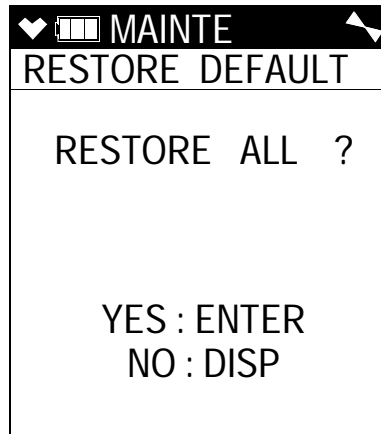 MAINTE
RESTORE DEFAULT
RESTORE ALL ?
YES : ENTER
NO : DISP